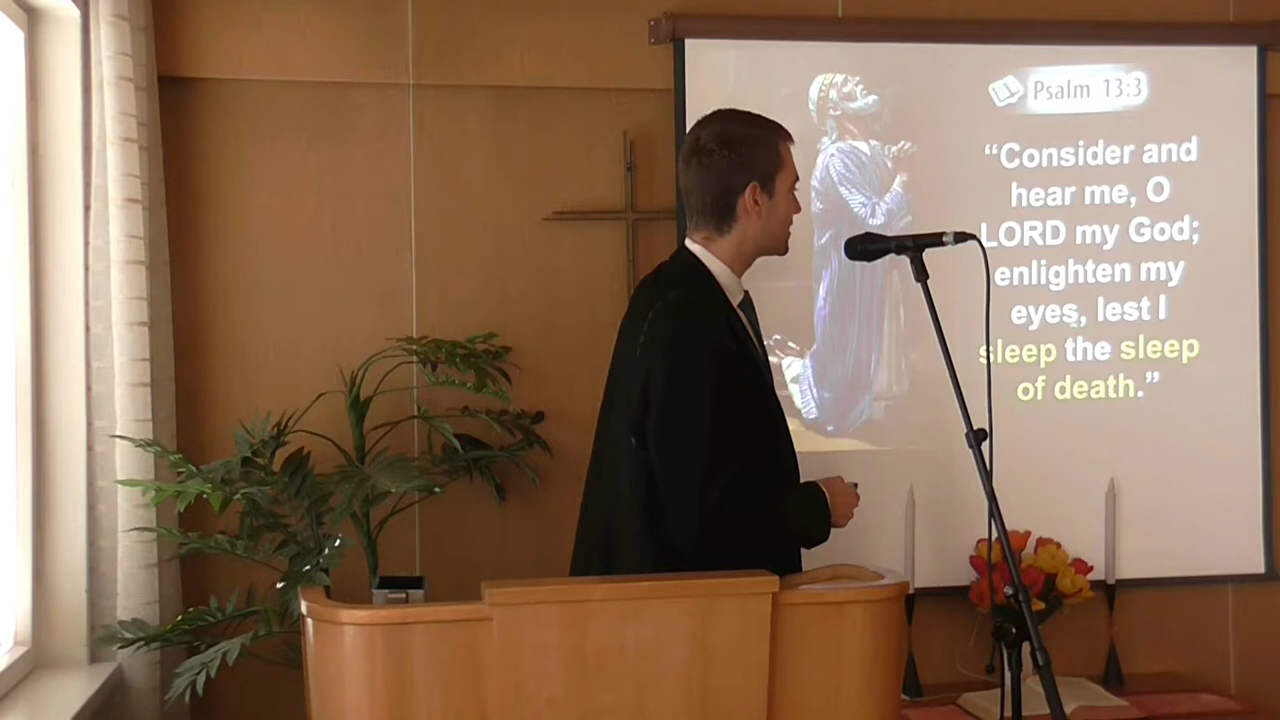 Psalm 13:3
“Consider and
hear me, O
LORD my God;
enlighten my
eyes, lest I
sleep the sleep
of death.”